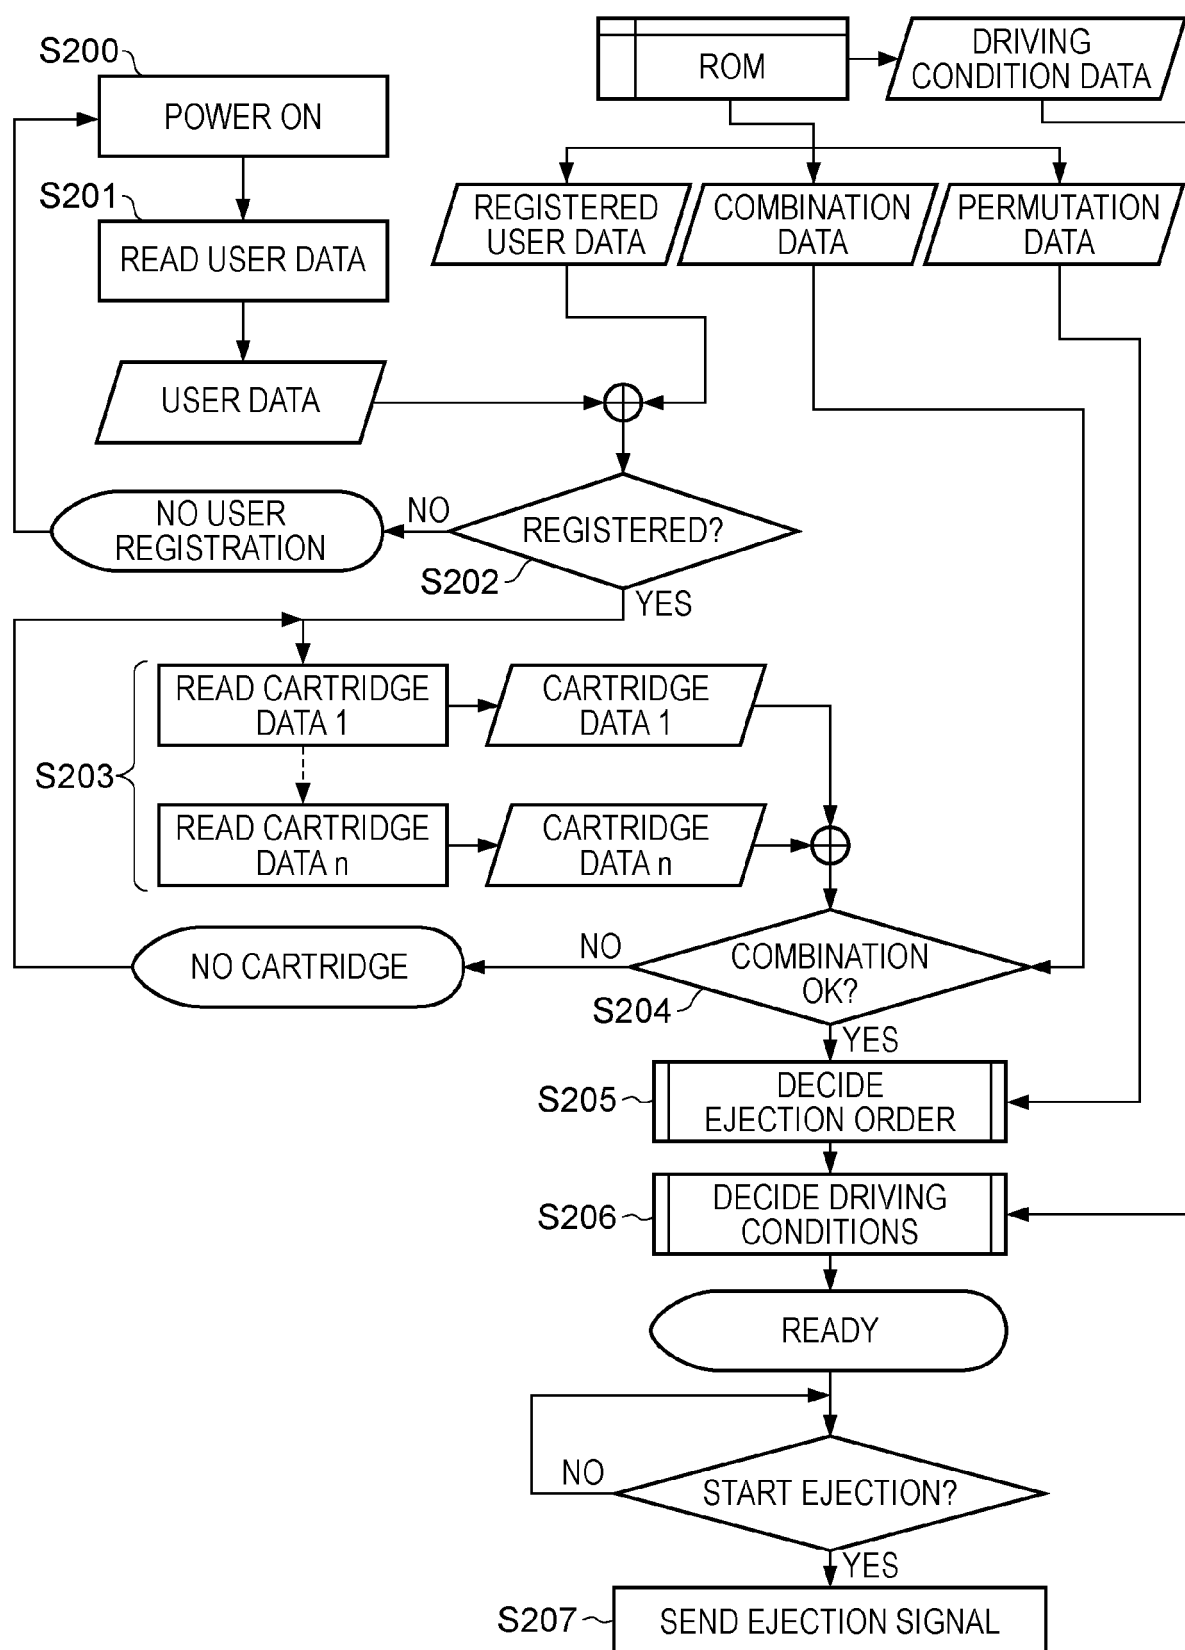 S200
POWER ON
ROM
DRIVING
CONDITION DATA
S201
READ USER DATA
REGISTERED
USER DATA
COMBINATION
DATA
PERMUTATION
DATA
USER DATA
NO USER
REGISTRATION
NO
REGISTERED?
S202
YES
S203
READ CARTRIDGE
DATA 1
CARTRIDGE
DATA 1
READ CARTRIDGE
DATA n
CARTRIDGE
DATA n
NO CARTRIDGE
NO
COMBINATION
OK?
S204
YES
S205
DECIDE
EJECTION ORDER
S206
DECIDE DRIVING
CONDITIONS
READY
NO
START EJECTION?
YES
S207
SEND EJECTION SIGNAL